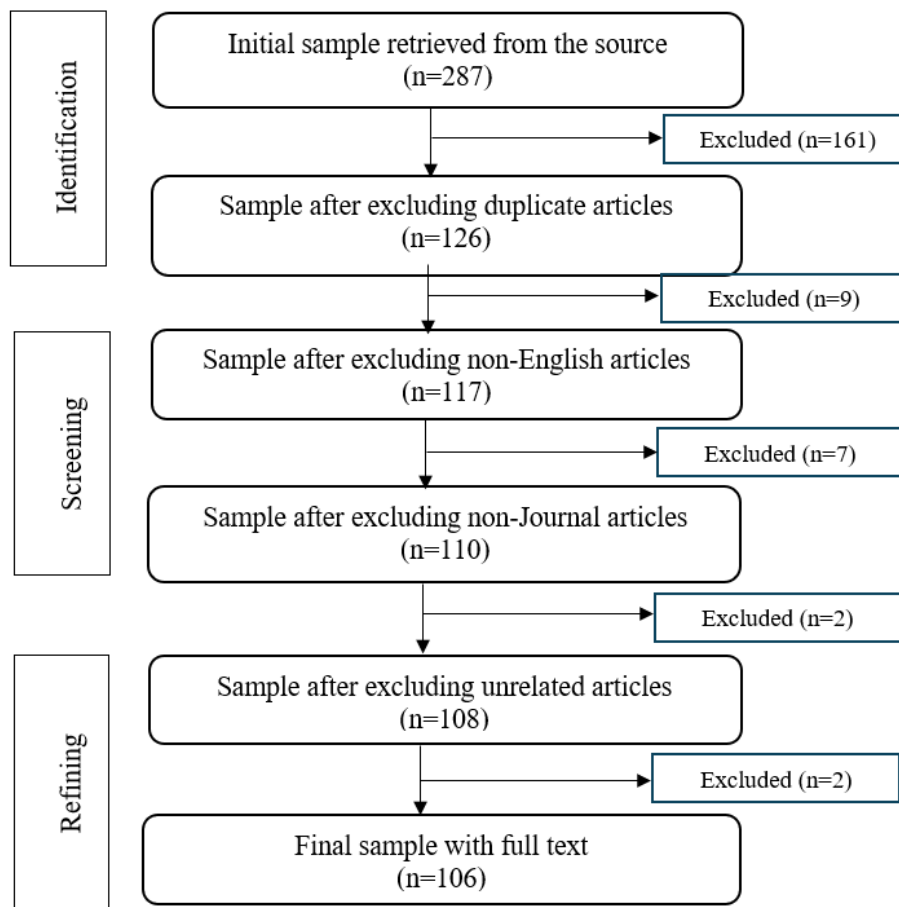 Identification
Initial sample retrieved from the source
(n=287)
Excluded (n=161)
Sample after excluding duplicate articles
(n=126)
Excluded (n=9)
Screening
Sample after excluding non-English articles
(n=117)
Excluded (n=7)
Sample after excluding non-Journal articles
(n=110)
Excluded (n=2)
Refining
Sample after excluding unrelated articles
(n=108)
Excluded (n=2)
Final sample with full text
(n=106)